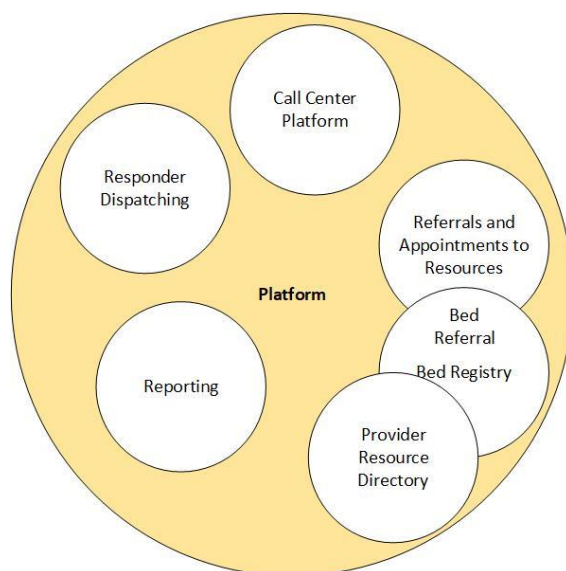 Call Center
Platform
Responder
Dispatching
Referrals and
Appointments to
Resources
Platform
Bed
Referral
Bed Registry
Reporting
Provider
Resource
Directory